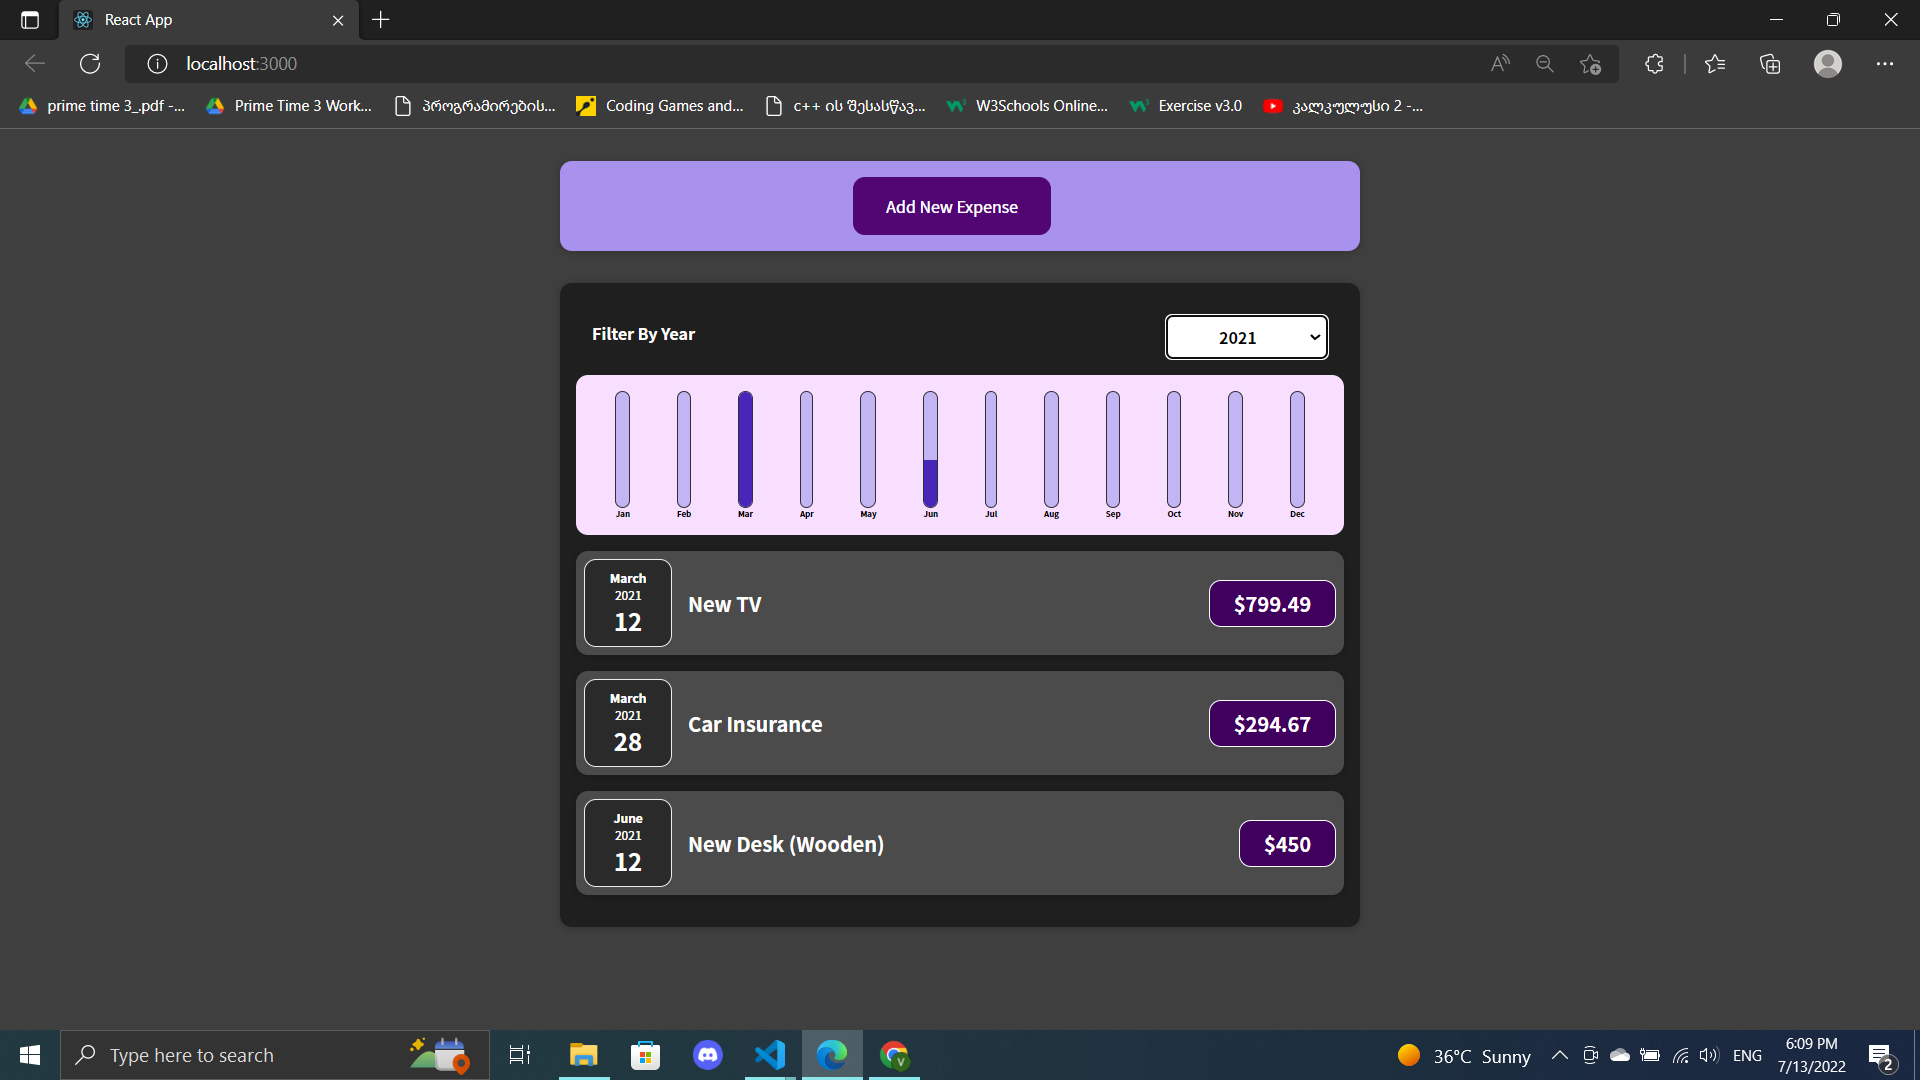 React App
localhost:3000
prime time 3_.pdf -...
Prime Time 3 Work...
პროგრამირების...
Coding Games and...
c++ ის შესასწავ...
W3Schools Online...
Exercise v3.0
კალკულუსი 2 -...
Add New Expense
Filter By Year
2021
Jan Feb Mar Apr May Jun Jul Aug Sep Oct Nov Dec
March
2021
12
New TV
$799.49
March
2021
28
Car Insurance
$294.67
June
2021
12
New Desk (Wooden)
$450
Type here to search
36°C Sunny
ENG
6:09 PM
7/13/2022
2